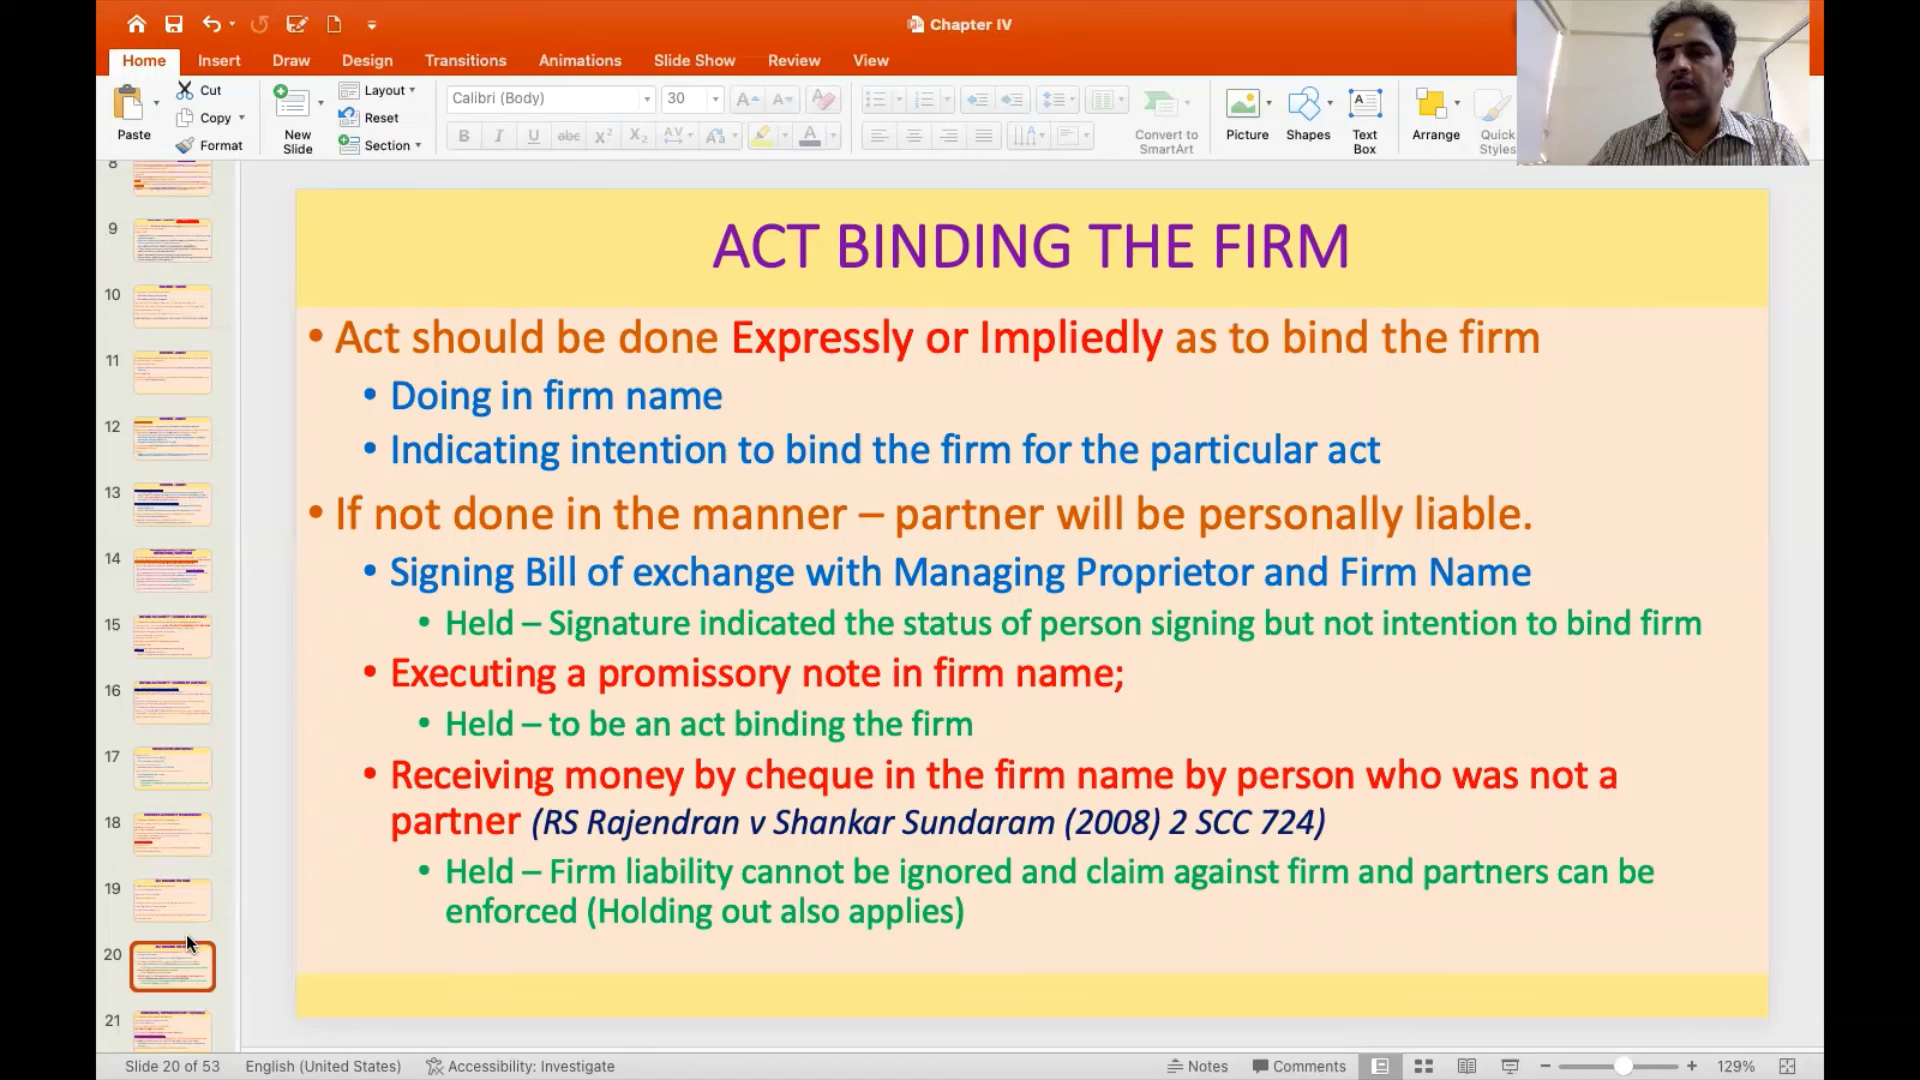 Chapter IV
Home Insert Draw Design Transitions Animations Slide Show Review View
Paste
Cut
Copy
Format
New
Slide
Layout
Reset
Section
Calibri (Body) 30
B I U abc X² X₂ AV A A
Convert to
SmartArt
Picture
Shapes
Text
Box
Arrange
Quick
Styles
8
9
10
11
12
13
14
15
16
17
18
19
20
21
ACT BINDING THE FIRM
• Act should be done Expressly or Impliedly as to bind the firm
• Doing in firm name
• Indicating intention to bind the firm for the particular act
• If not done in the manner – partner will be personally liable.
• Signing Bill of exchange with Managing Proprietor and Firm Name
• Held – Signature indicated the status of person signing but not intention to bind firm
• Executing a promissory note in firm name;
• Held – to be an act binding the firm
• Receiving money by cheque in the firm name by person who was not a
partner (RS Rajendran v Shankar Sundaram (2008) 2 SCC 724)
• Held – Firm liability cannot be ignored and claim against firm and partners can be
enforced (Holding out also applies)
Slide 20 of 53 English (United States) Accessibility: Investigate Notes Comments 129%